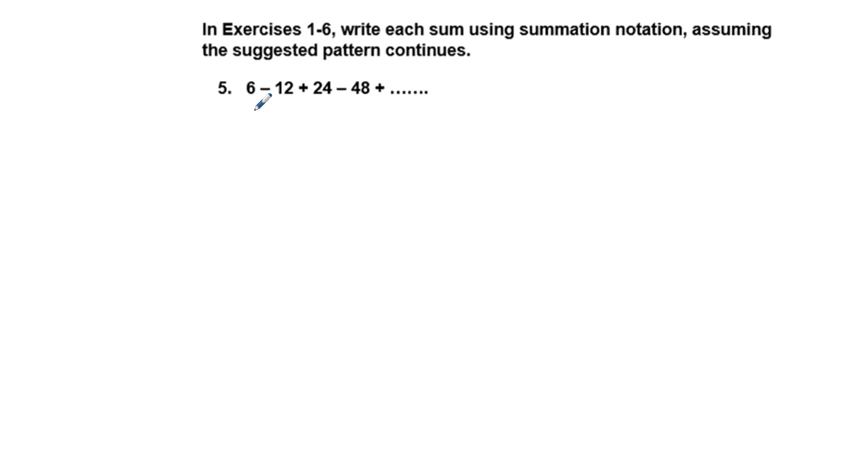 In Exercises 1-6, write each sum using summation notation, assuming
the suggested pattern continues.
5. 6 – 12 + 24 – 48 + .......